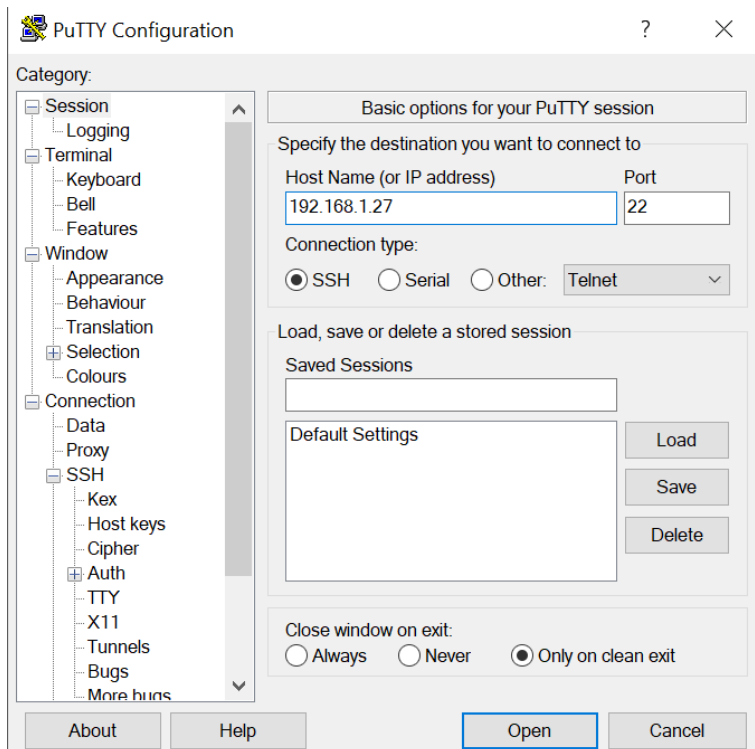 PuTTY Configuration
?
Category:
Session
Logging
Terminal
Keyboard
Bell
Features
Window
Appearance
Behaviour
Translation
Selection
Colours
Connection
Data
Proxy
SSH
Kex
Host keys
Cipher
Auth
TTY
X11
Tunnels
Bugs
More bugs
Basic options for your PuTTY session
Specify the destination you want to connect to
Host Name (or IP address) Port
192.168.1.27 22
Connection type:
SSH Serial Other: Telnet
Load, save or delete a stored session
Saved Sessions
Default Settings
Load
Save
Delete
Close window on exit:
Always Never Only on clean exit
About Help Open Cancel